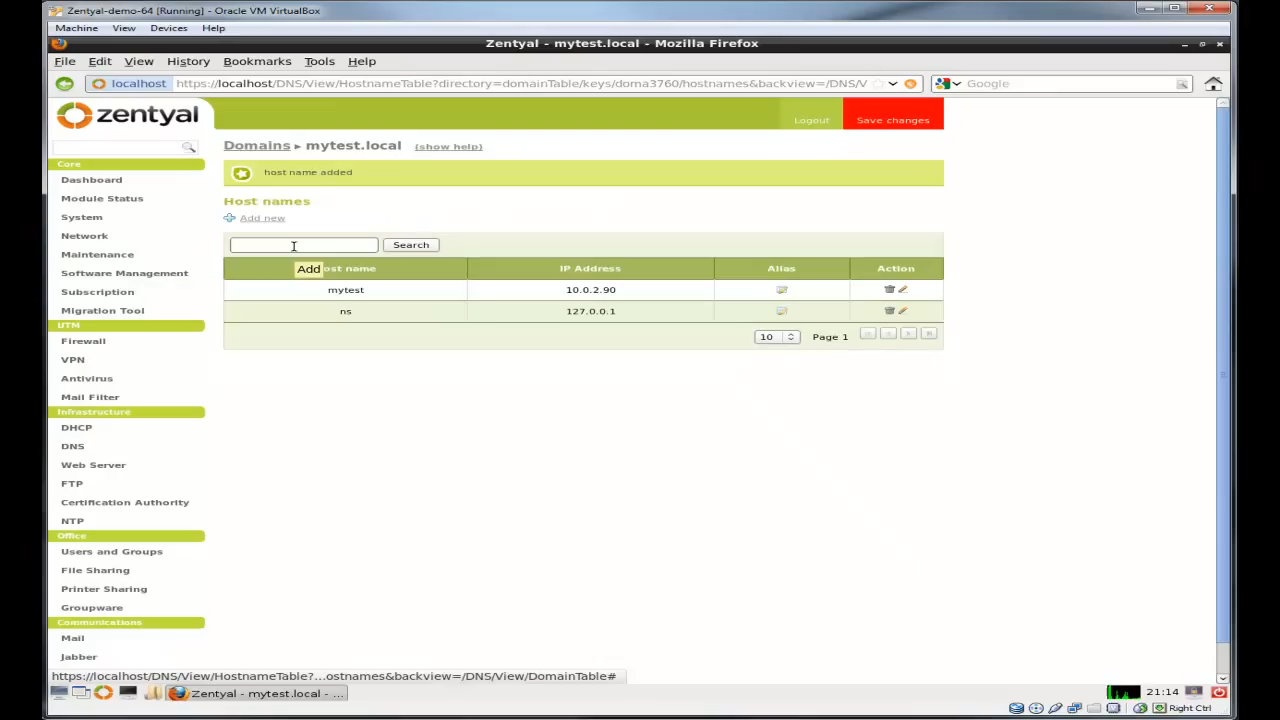 Zentyal-demo-64 [Running] - Oracle VM VirtualBox
Machine View Devices Help
Zentyal - mytest.local - Mozilla Firefox
File Edit View History Bookmarks Tools Help
localhost https://localhost/DNS/View/HostnameTable?directory=domainTable/keys/doma3760/hostnames&backview=/DNS/V Google
zentyal Logout Save changes
Domains ▸ mytest.local (show help)
Core
Dashboard
Module Status
System
Network
Maintenance
Software Management
Subscription
Migration Tool
UTM
Firewall
VPN
Antivirus
Mail Filter
Infrastructure
DHCP
DNS
Web Server
FTP
Certification Authority
NTP
Office
Users and Groups
File Sharing
Printer Sharing
Groupware
Communications
Mail
Jabber
host name added
Host names
Add new
Search
Add ost name IP Address Alias Action
mytest 10.0.2.90
ns 127.0.0.1
10 Page 1
https://localhost/DNS/View/HostnameTable?...ostnames&backview=/DNS/View/DomainTable#
Zentyal - mytest.local - ... 21:14
Right Ctrl